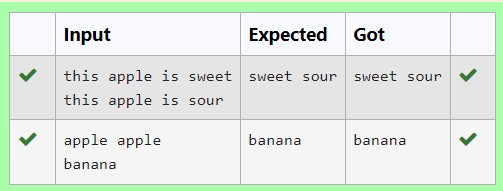 Input Expected Got
this apple is sweet sweet sour sweet sour
this apple is sour
apple apple banana banana
banana